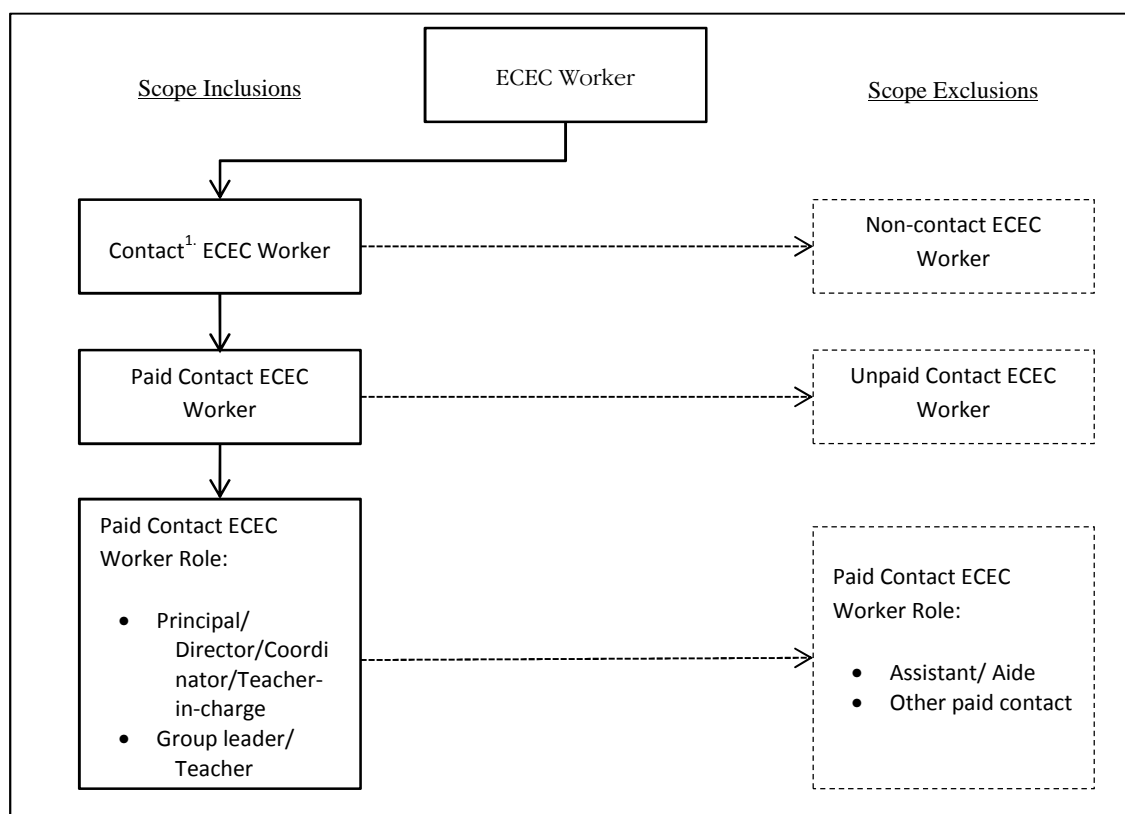 ECEC Worker
Scope Inclusions
Scope Exclusions
Contact1. ECEC Worker
Non-contact ECEC
Worker
Paid Contact ECEC
Worker
Unpaid Contact ECEC
Worker
Paid Contact ECEC
Worker Role:
• Principal/
Director/Coordi
nator/Teacher-
in-charge
• Group leader/
Teacher
Paid Contact ECEC
Worker Role:
• Assistant/ Aide
• Other paid contact